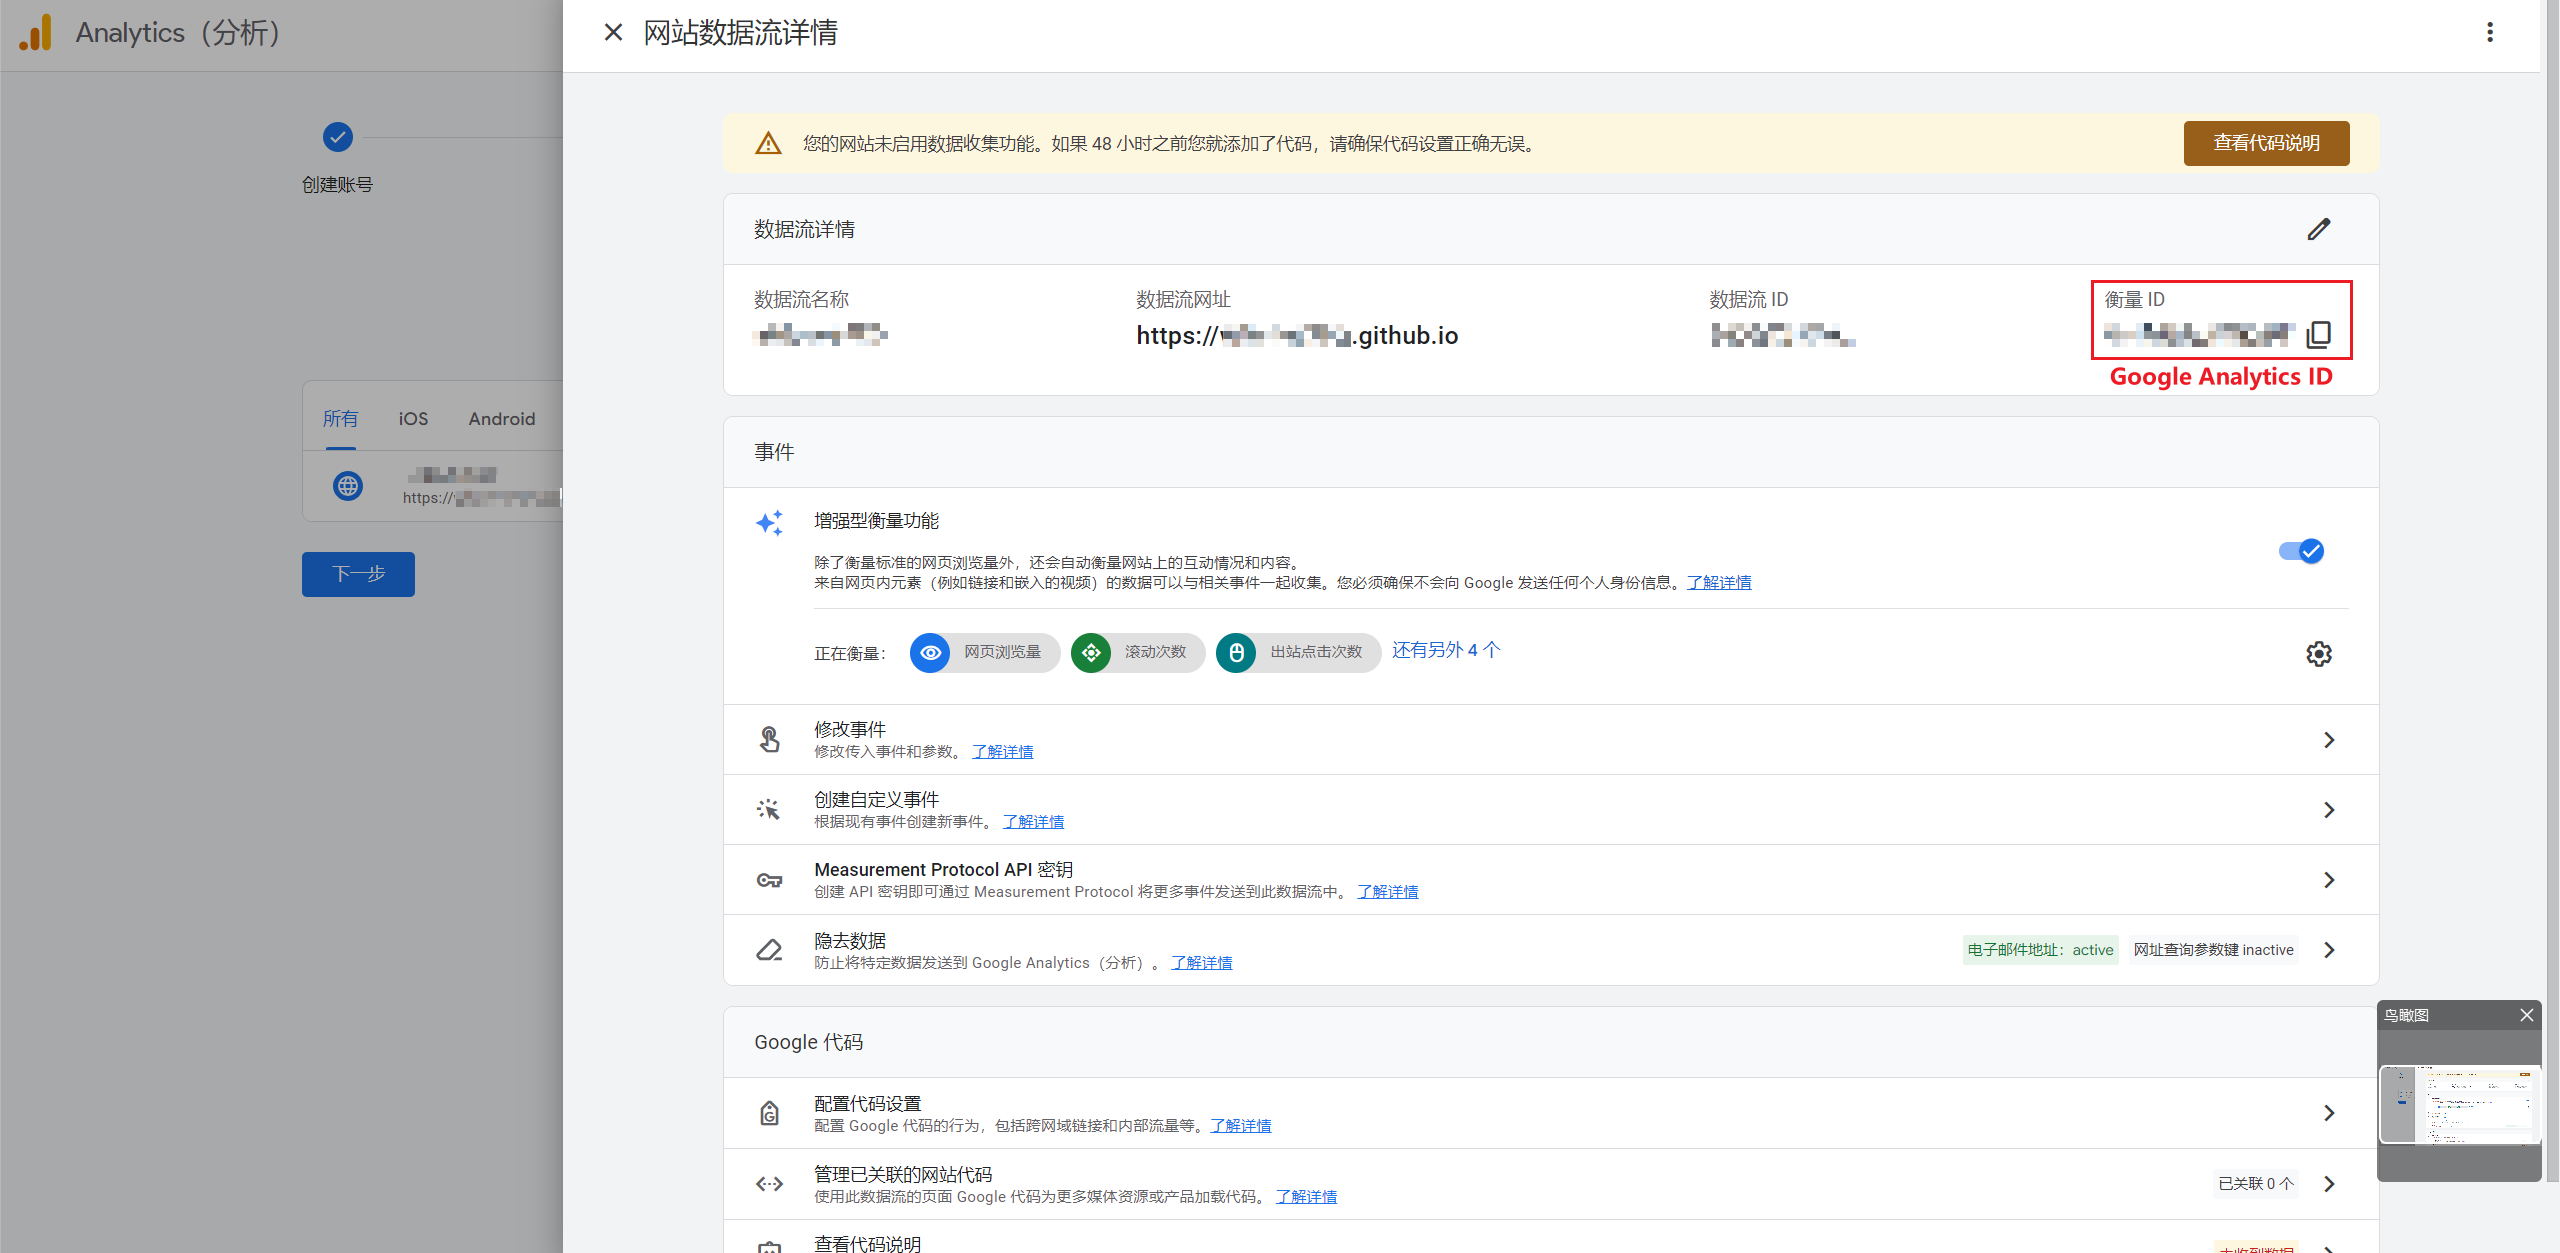 Analytics（分析）
网站数据流详情
创建账号
您的网站未启用数据收集功能。如果 48 小时之前您就添加了代码，请确保代码设置正确无误。
查看代码说明
数据流详情
数据流名称
数据流网址
https://
.github.io
数据流 ID
衡量 ID
Google Analytics ID
所有
iOS
Android
https://
下一步
事件
增强型衡量功能
除了衡量标准的网页浏览量外，还会自动衡量网站上的互动情况和内容。
来自网页内元素（例如链接和嵌入的视频）的数据可以与相关事件一起收集。您必须确保不会向 Google 发送任何个人身份信息。了解详情
正在衡量：
网页浏览量
滚动次数
出站点击次数
还有另外 4 个
修改事件
修改传入事件和参数。 了解详情
创建自定义事件
根据现有事件创建新事件。 了解详情
Measurement Protocol API 密钥
创建 API 密钥即可通过 Measurement Protocol 将更多事件发送到此数据流中。 了解详情
隐去数据
防止将特定数据发送到 Google Analytics（分析）。 了解详情
电子邮件地址：active
网址查询参数键 inactive
Google 代码
鸟瞰图
配置代码设置
配置 Google 代码的行为，包括跨网域链接和内部流量等。了解详情
管理已关联的网站代码
使用此数据流的页面 Google 代码为更多媒体资源或产品加载代码。 了解详情
已关联 0 个
查看代码说明